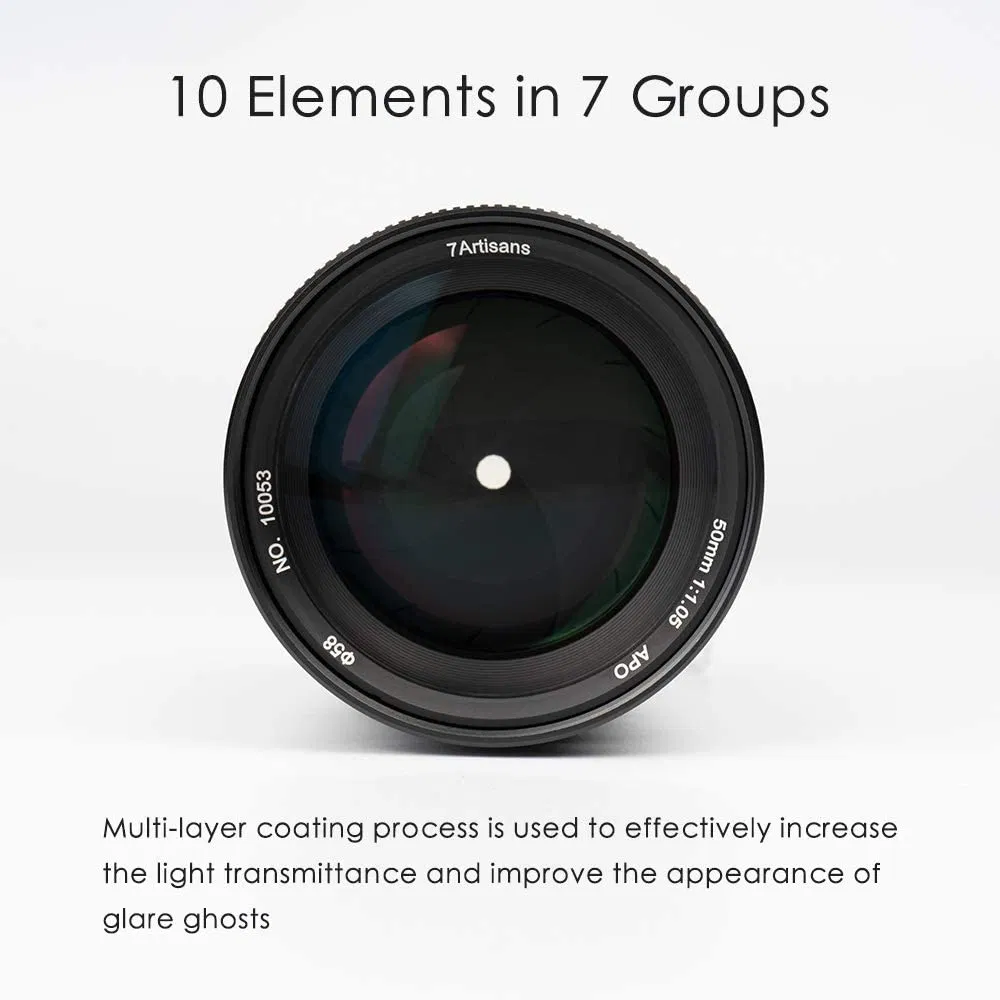 10 Elements in 7 Groups
7Artisans
NO. 10053
50mm 1:1.05
APO
Φ58
Multi-layer coating process is used to effectively increase
the light transmittance and improve the appearance of
glare ghosts